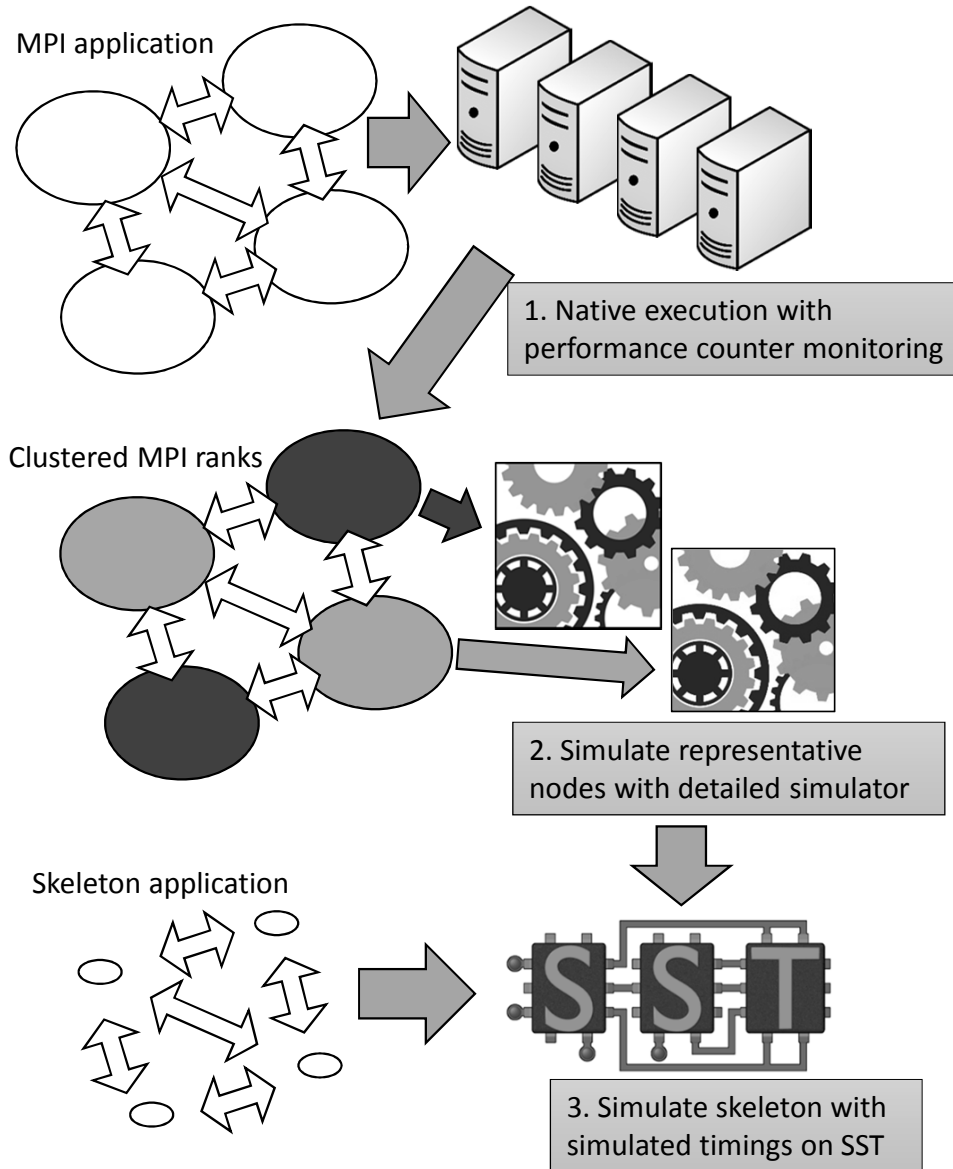 MPI application
1. Native execution with
performance counter monitoring
Clustered MPI ranks
2. Simulate representative
nodes with detailed simulator
Skeleton application
SST
3. Simulate skeleton with
simulated timings on SST